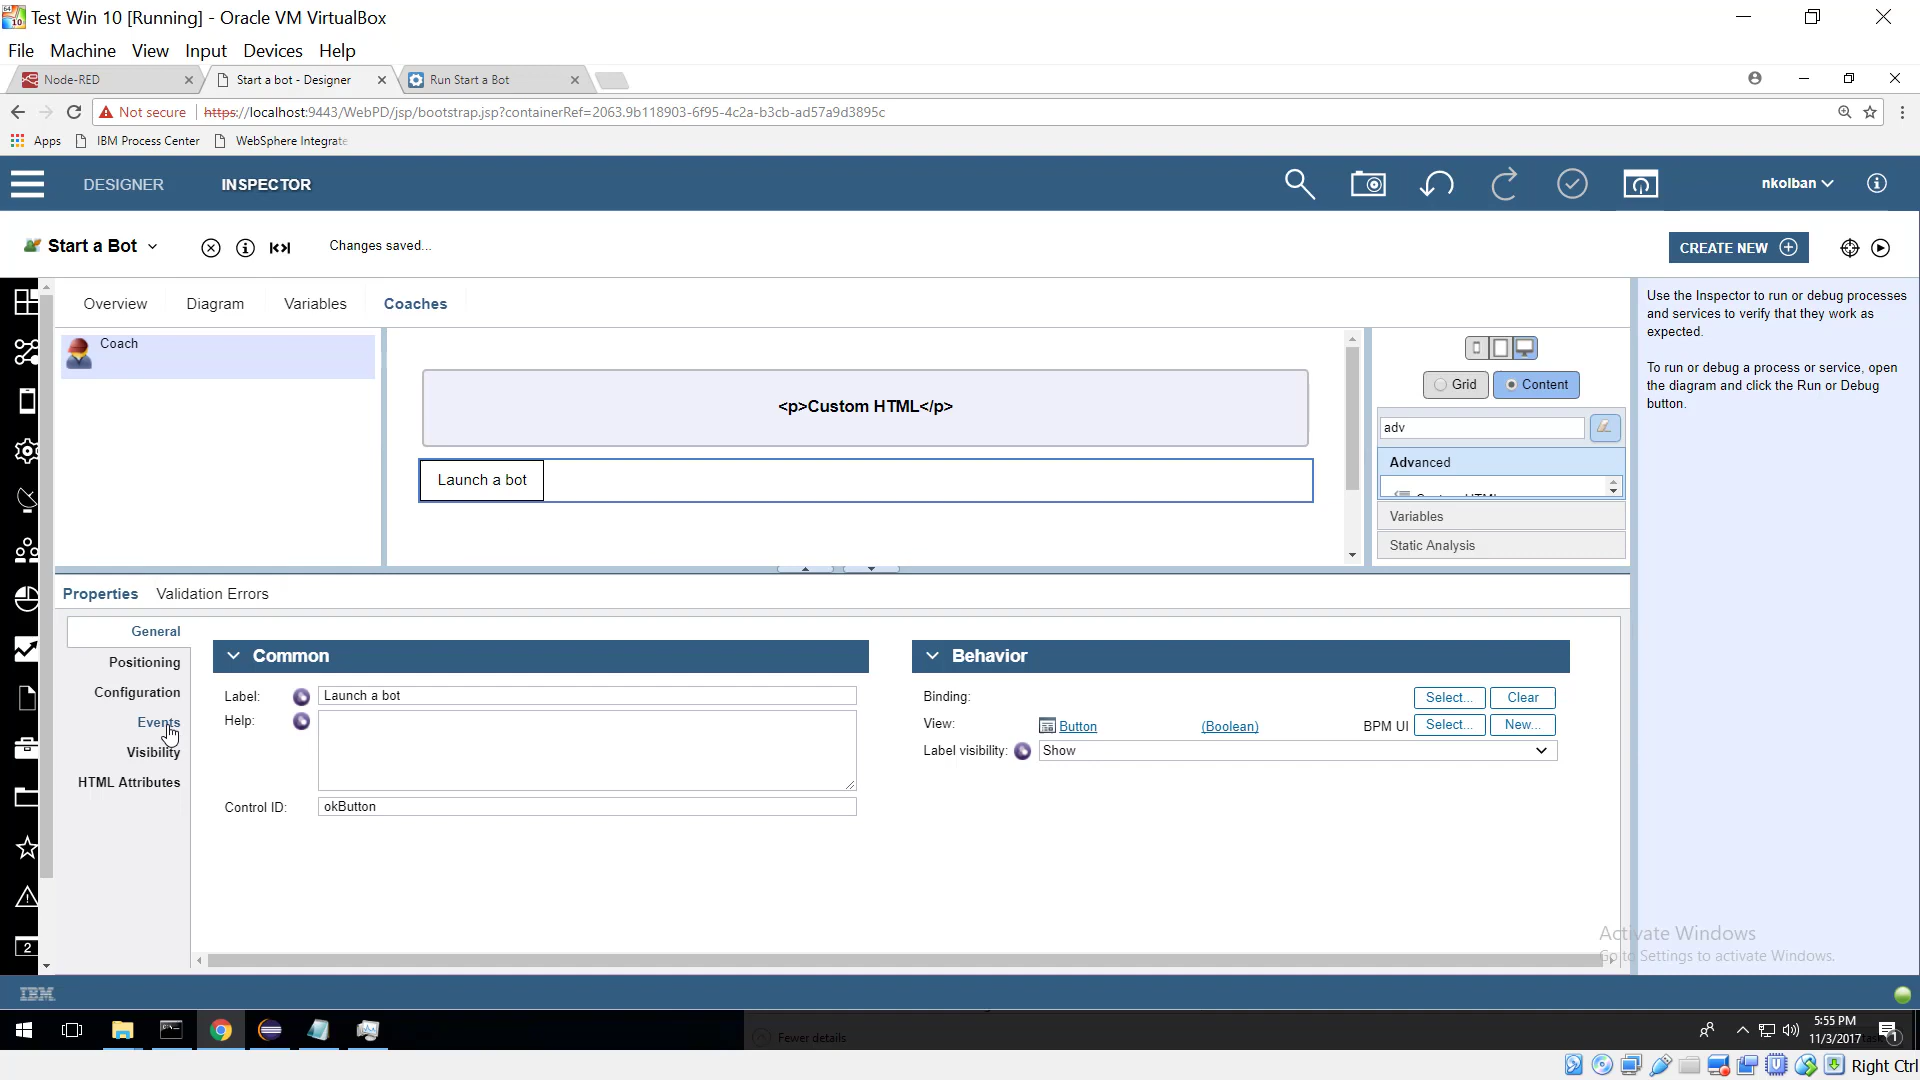 Test Win 10 [Running] - Oracle VM VirtualBox
File Machine View Input Devices Help
Node-RED
Start a bot - Designer
Run Start a Bot
Not secure https://localhost:9443/WebPD/jsp/bootstrap.jsp?containerRef=2063.9b118903-6f95-4c2a-b3cb-ad57a9d3895c
Apps IBM Process Center WebSphere Integrate
DESIGNER INSPECTOR nkolban
Start a Bot Changes saved... CREATE NEW
Overview Diagram Variables Coaches
Coach
<p>Custom HTML</p>
Launch a bot
Grid Content
adv
Advanced
Variables
Static Analysis
Use the Inspector to run or debug processes
and services to verify that they work as
expected.
To run or debug a process or service, open
the diagram and click the Run or Debug
button.
Properties Validation Errors
General
Positioning
Configuration
Events
Visibility
HTML Attributes
Common
Label: Launch a bot
Help:
Control ID: okButton
Behavior
Binding: Select... Clear
View: Button (Boolean) BPM UI Select... New...
Label visibility: Show
Activate Windows
Go to Settings to activate Windows.
IBM
Fewer details
5:55 PM
11/3/2017
1
2
Right Ctrl